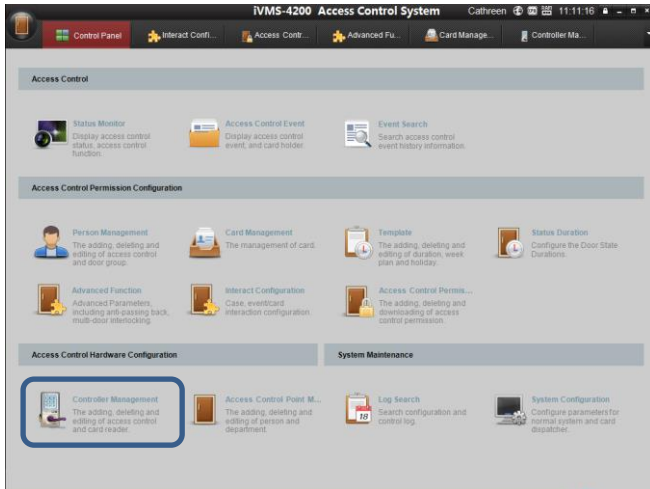 iVMS-4200 Access Control System Cathreen 11:11:16
Control Panel Interact Confi... Access Contr... Advanced Fu... Card Manage... Controller Ma...
Access Control
Status Monitor
Display access control
status, access control
function.
Access Control Event
Display access control
event, and card holder.
Event Search
Search access control
event history information.
Access Control Permission Configuration
Person Management
The adding, deleting and
editing of access control
and door group.
Card Management
The management of card.
Template
The adding, deleting and
editing of duration, week
plan and holiday.
Status Duration
Configure the Door State
Durations.
Advanced Function
Advanced Parameters,
including anti-passing back,
multi-door interlocking.
Interact Configuration
Case, event/card
interaction configuration.
Access Control Permis...
The adding, deleting and
downloading of access
control permission.
Access Control Hardware Configuration
System Maintenance
Controller Management
The adding, deleting and
editing of access control
and card reader.
Access Control Point M...
The adding, deleting and
editing of person and
department.
18
Log Search
Search configuration and
control log.
System Configuration
Configure parameters for
normal system and card
dispatcher.